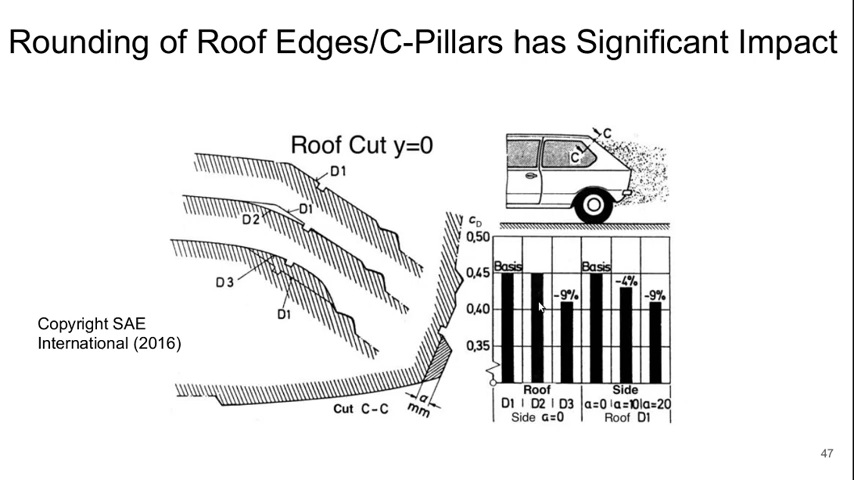 Rounding of Roof Edges/C-Pillars has Significant Impact
Roof Cut y=0
D1
D1
D2
D3
D1
Copyright SAE
International (2016)
Cut C-C
a
mm
C
C
cD
0,50
0,45
0,40
0,35
Basis
-9%
Basis
-4%
-9%
Roof
Side
D1 | D2 | D3
a=0 | a=10 | a=20
Side a=0
Roof D1
47